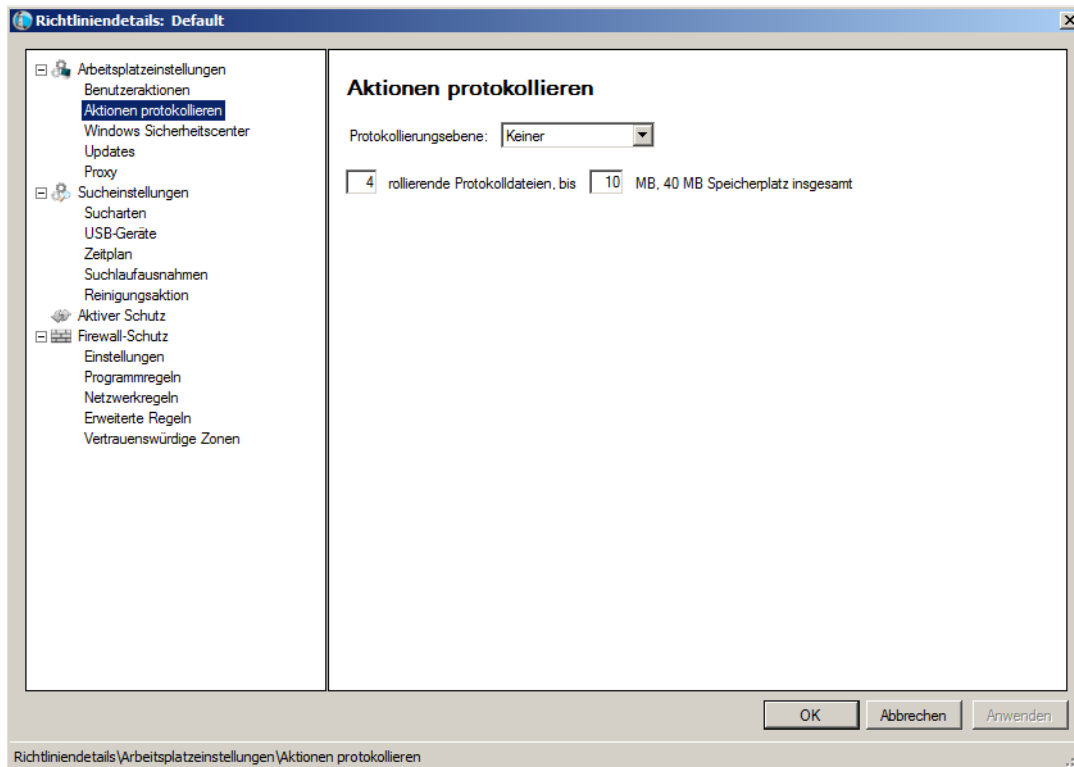 Richtliniendetails: Default
Arbeitsplatzeinstellungen
Benutzeraktionen
Aktionen protokollieren
Windows Sicherheitscenter
Updates
Proxy
Sucheinstellungen
Sucharten
USB-Geräte
Zeitplan
Suchlaufausnahmen
Reinigungsaktion
Aktiver Schutz
Firewall-Schutz
Einstellungen
Programmregeln
Netzwerkregeln
Erweiterte Regeln
Vertrauenswürdige Zonen
Aktionen protokollieren
Protokollierungsebene: Keiner
4 rollierende Protokolldateien, bis 10 MB, 40 MB Speicherplatz insgesamt
OK Abbrechen Anwenden
Richtliniendetails\Arbeitsplatzeinstellungen\Aktionen protokollieren